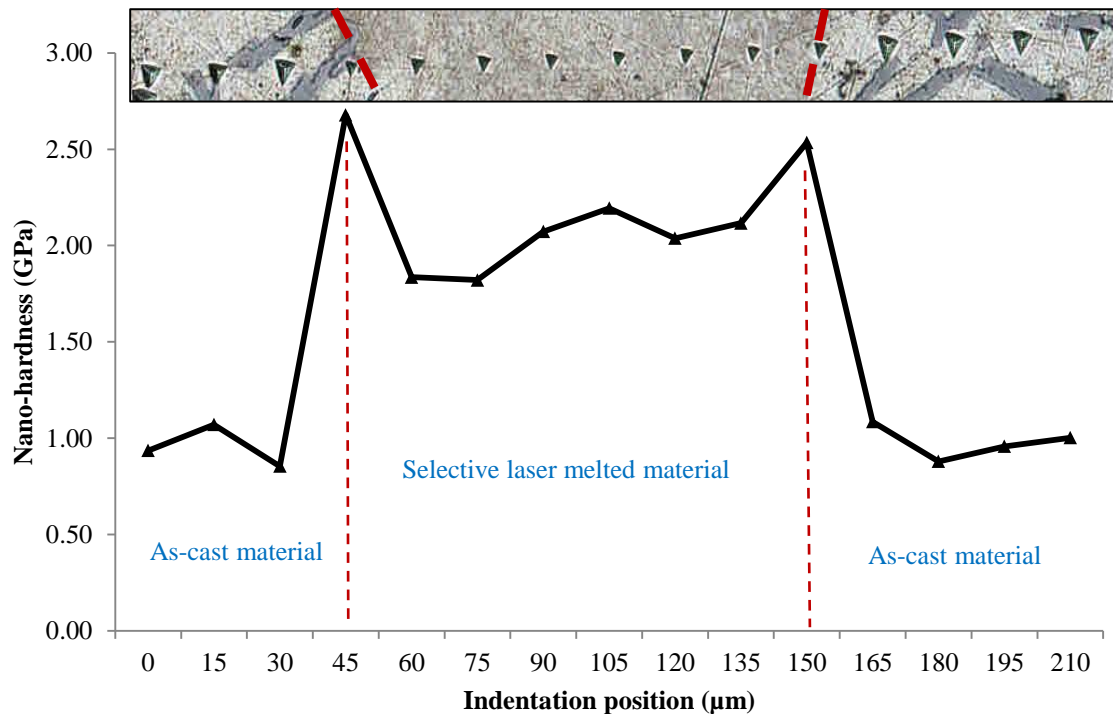 3.00
2.50
2.00
1.50
1.00
0.50
0.00
Nano-hardness (GPa)
Selective laser melted material
As-cast material
As-cast material
0 15 30 45 60 75 90 105 120 135 150 165 180 195 210
Indentation position (µm)